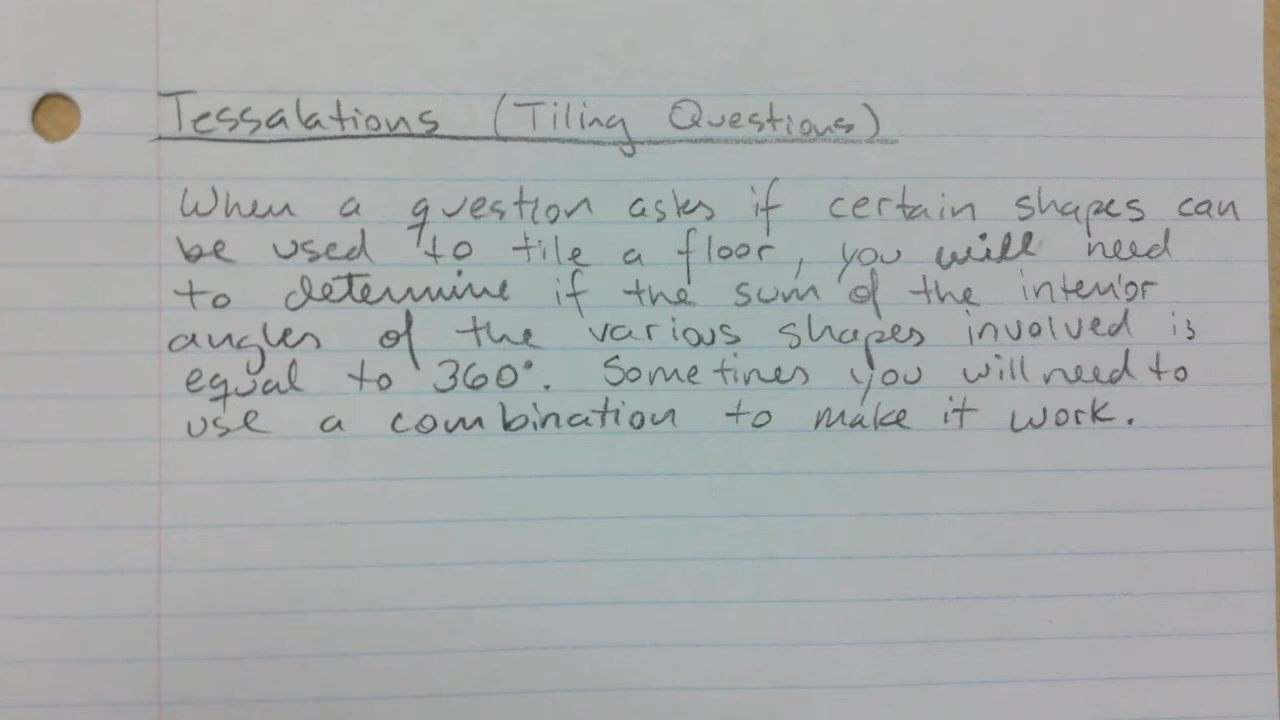 Tessalations (Tiling Questions)
When a question asks if certain shapes can
be used to tile a floor, you will need
to determine if the sum of the interior
angles of the various shapes involved is
equal to 360°. Sometimes you will need to
use a combination to make it work.